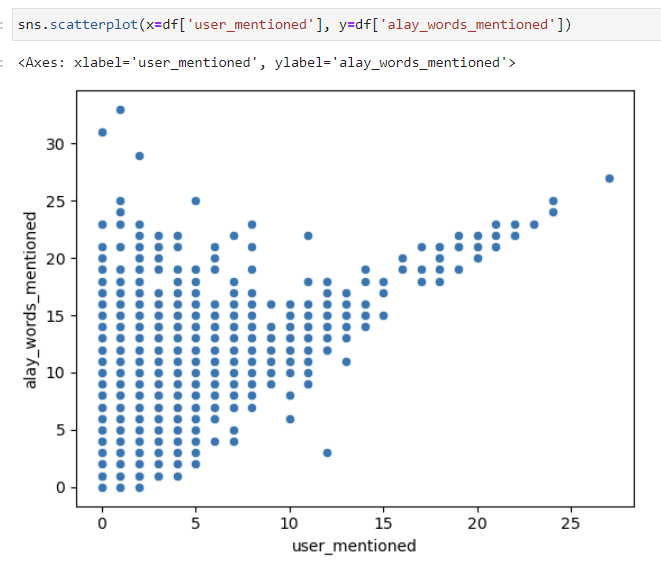 sns.scatterplot(x=df['user_mentioned'], y=df['alay_words_mentioned'])
<Axes: xlabel='user_mentioned', ylabel='alay_words_mentioned'>
30
25
20
15
10
5
0
alay_words_mentioned
0 5 10 15 20 25
user_mentioned